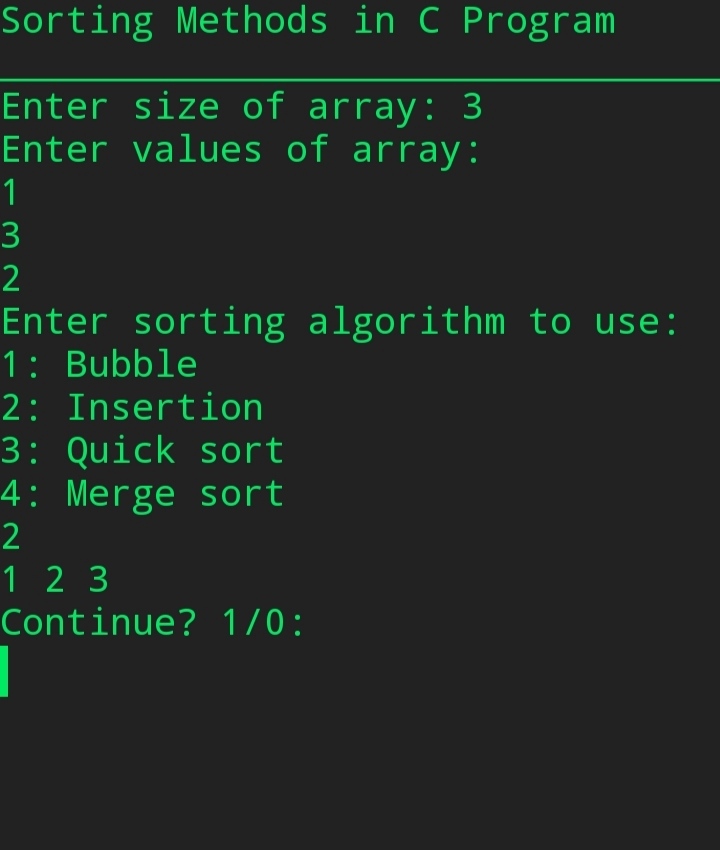 Sorting Methods in C Program
Enter size of array: 3
Enter values of array:
1
3
2
Enter sorting algorithm to use:
1: Bubble
2: Insertion
3: Quick sort
4: Merge sort
2
1 2 3
Continue? 1/0: